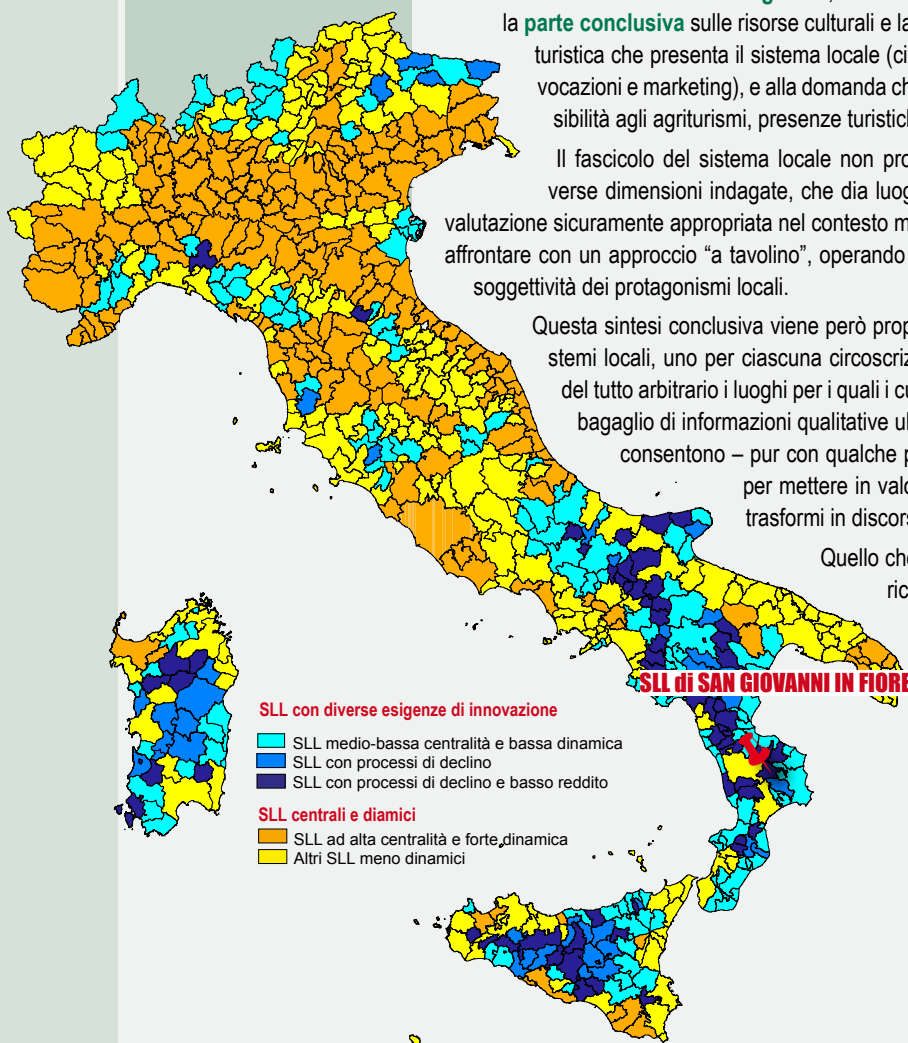 la parte conclusiva sulle risorse culturali e la
turistica che presenta il sistema locale (ci
vocazioni e marketing), e alla domanda ch
sibilità agli agriturismi, presenze turistich
Il fascicolo del sistema locale non pro
verse dimensioni indagate, che dia luog
valutazione sicuramente appropriata nel contesto m
affrontare con un approccio “a tavolino”, operando
soggettività dei protagonismi locali.
Questa sintesi conclusiva viene però prop
stemi locali, uno per ciascuna circoscriz
del tutto arbitrario i luoghi per i quali i cu
bagaglio di informazioni qualitative ul
consentono – pur con qualche p
per mettere in valo
trasformi in discors
Quello che
ric
SLL di SAN GIOVANNI IN FIORE
SLL con diverse esigenze di innovazione
SLL medio-bassa centralità e bassa dinamica
SLL con processi di declino
SLL con processi di declino e basso reddito
SLL centrali e diamici
SLL ad alta centralità e forte dinamica
Altri SLL meno dinamici